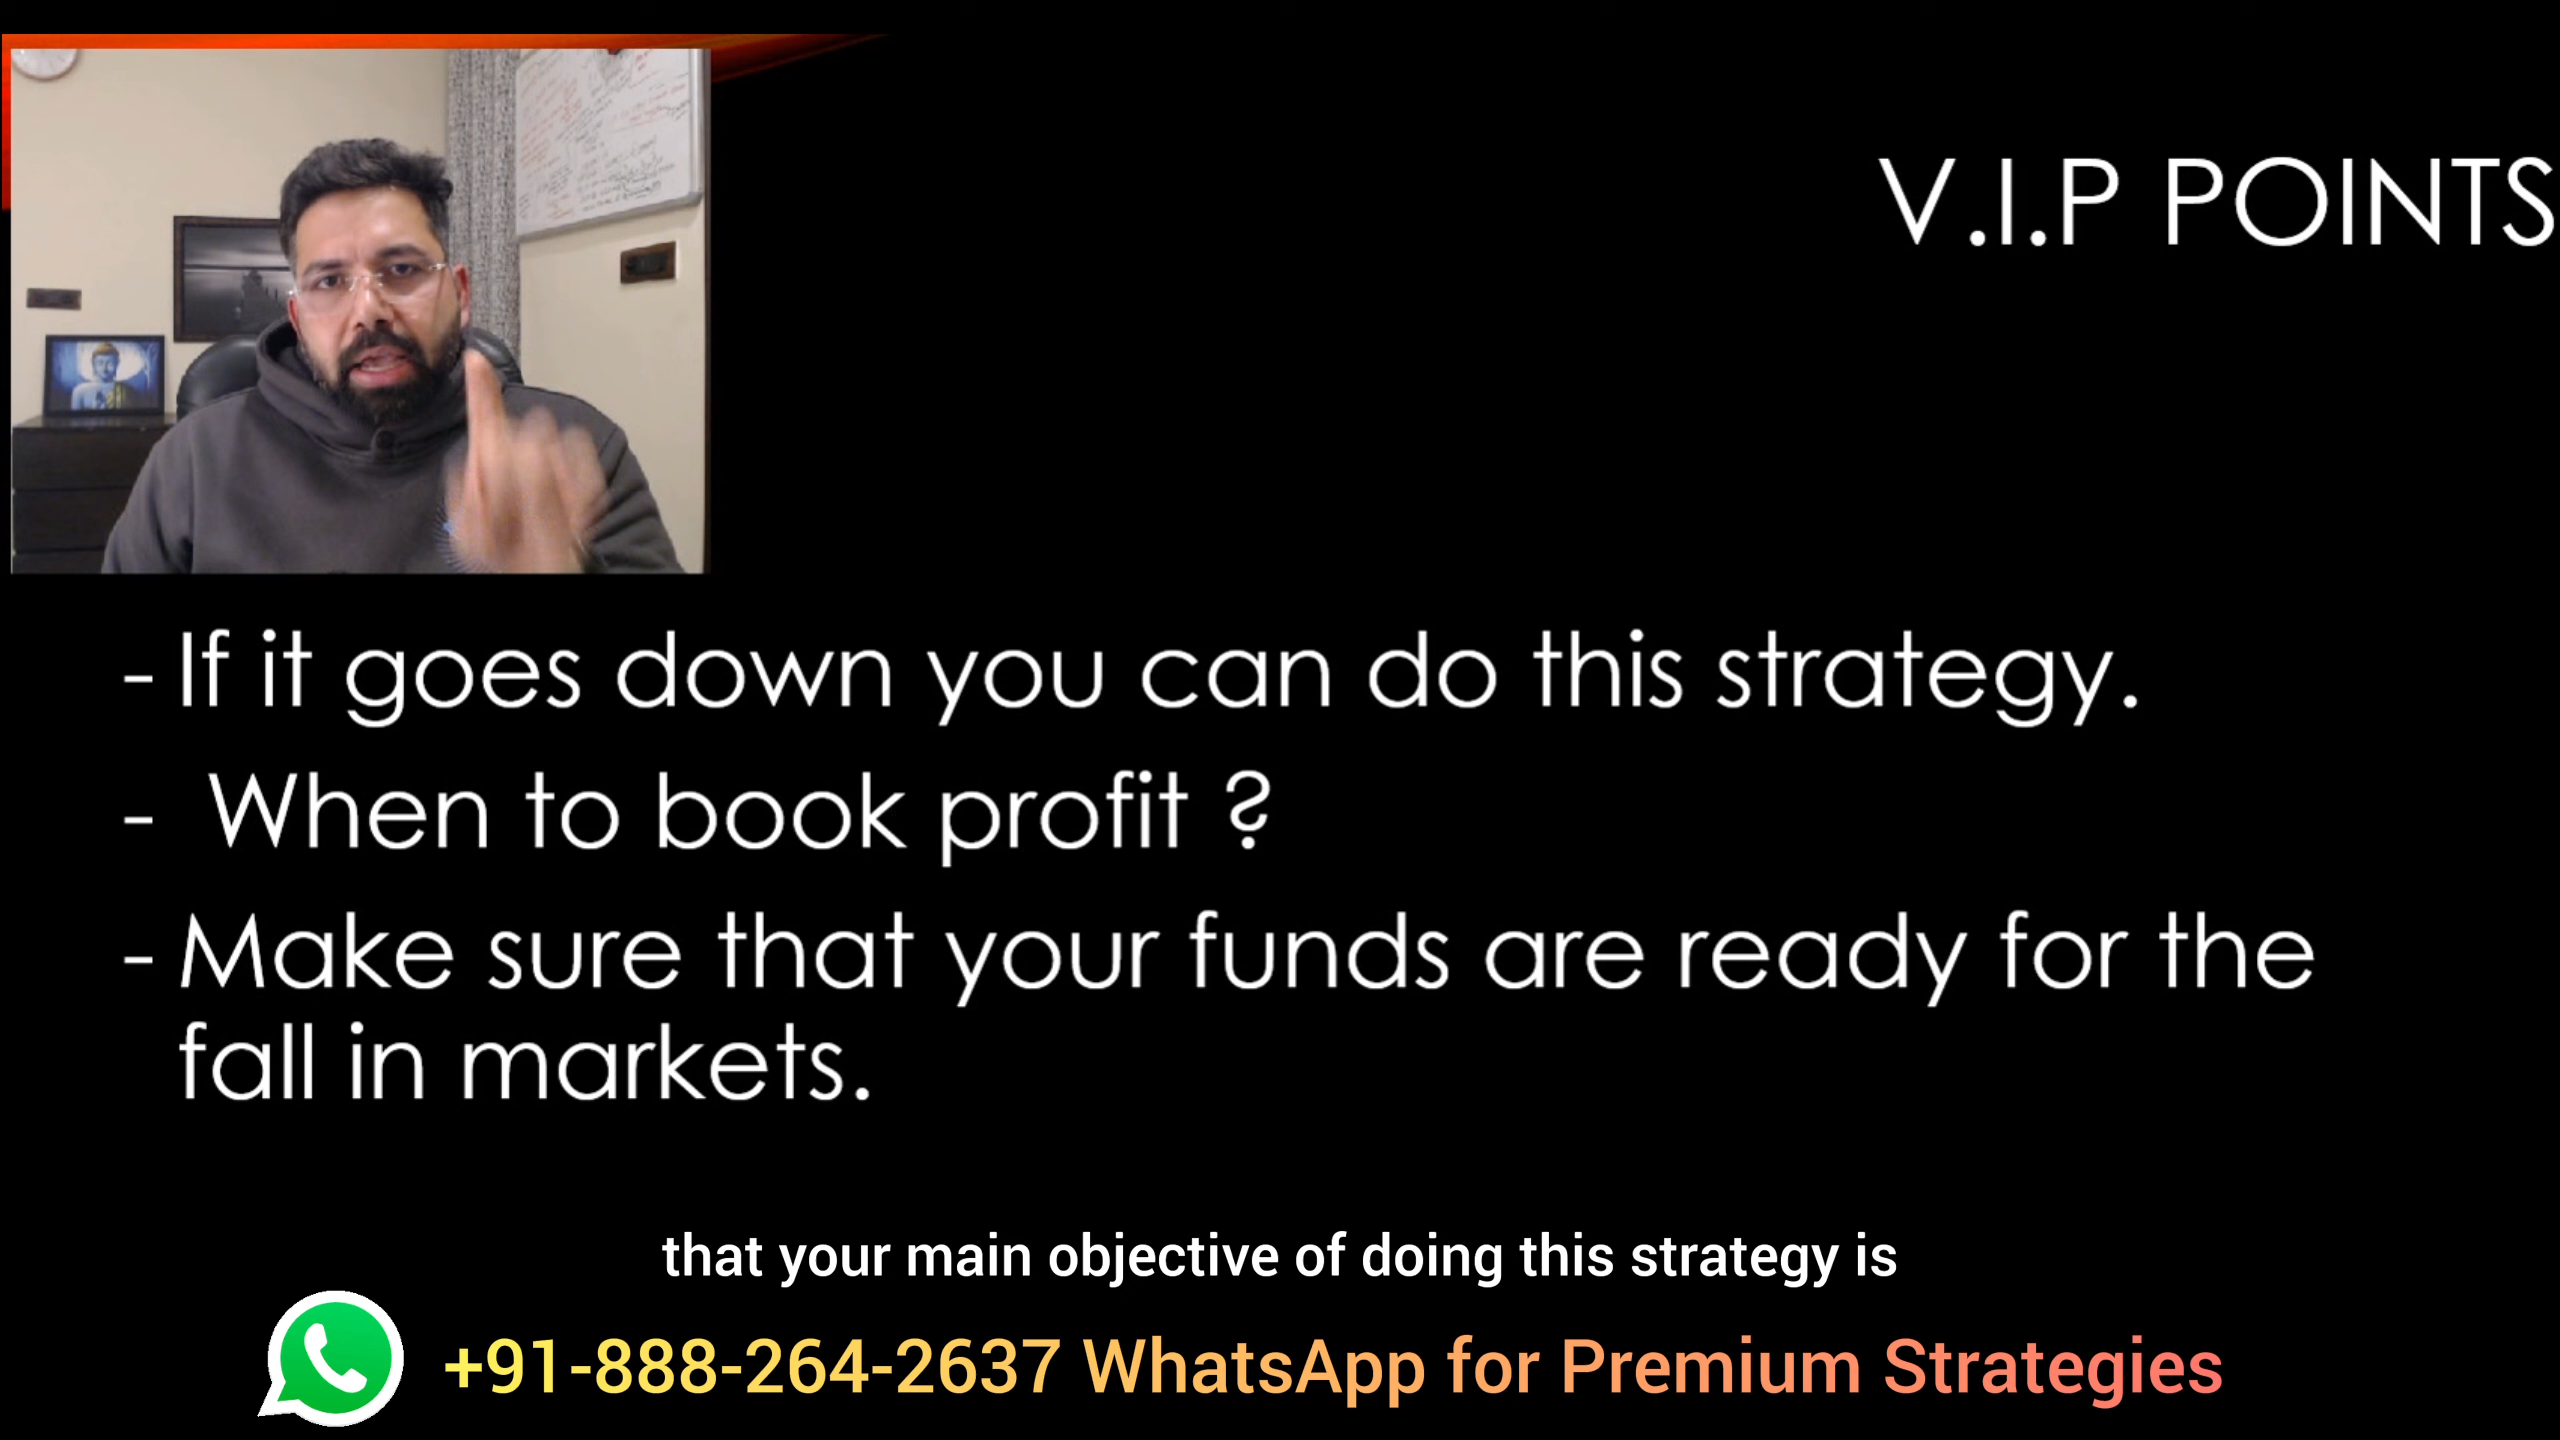 V.I.P POINTS
- If it goes down you can do this strategy.
- When to book profit ?
- Make sure that your funds are ready for the
fall in markets.
that your main objective of doing this strategy is
+91-888-264-2637 WhatsApp for Premium Strategies